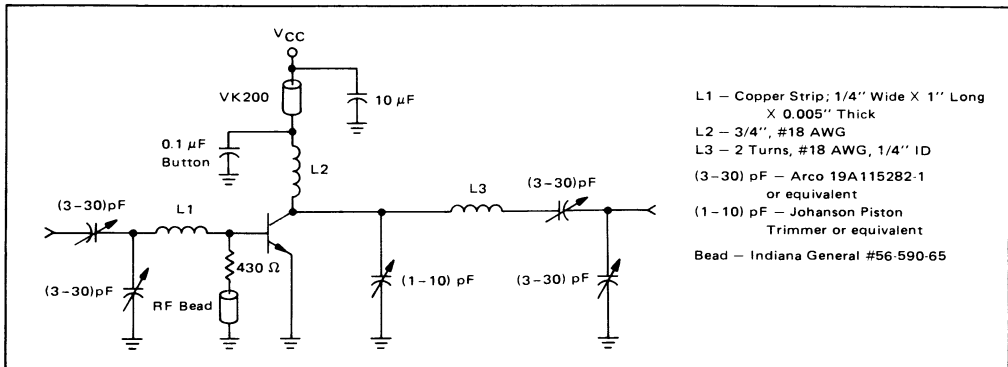 VCC
VK200
10 µF
0.1 µF
Button
L2
(3-30)pF
L1
L3
(3-30)pF
(3-30)pF
430 Ω
RF Bead
(1-10) pF
(3-30) pF
L1 — Copper Strip; 1/4'' Wide X 1'' Long
X 0.005'' Thick
L2 — 3/4'', #18 AWG
L3 — 2 Turns, #18 AWG, 1/4'' ID
(3-30) pF — Arco 19A115282-1
or equivalent
(1-10) pF — Johanson Piston
Trimmer or equivalent
Bead — Indiana General #56-590-65